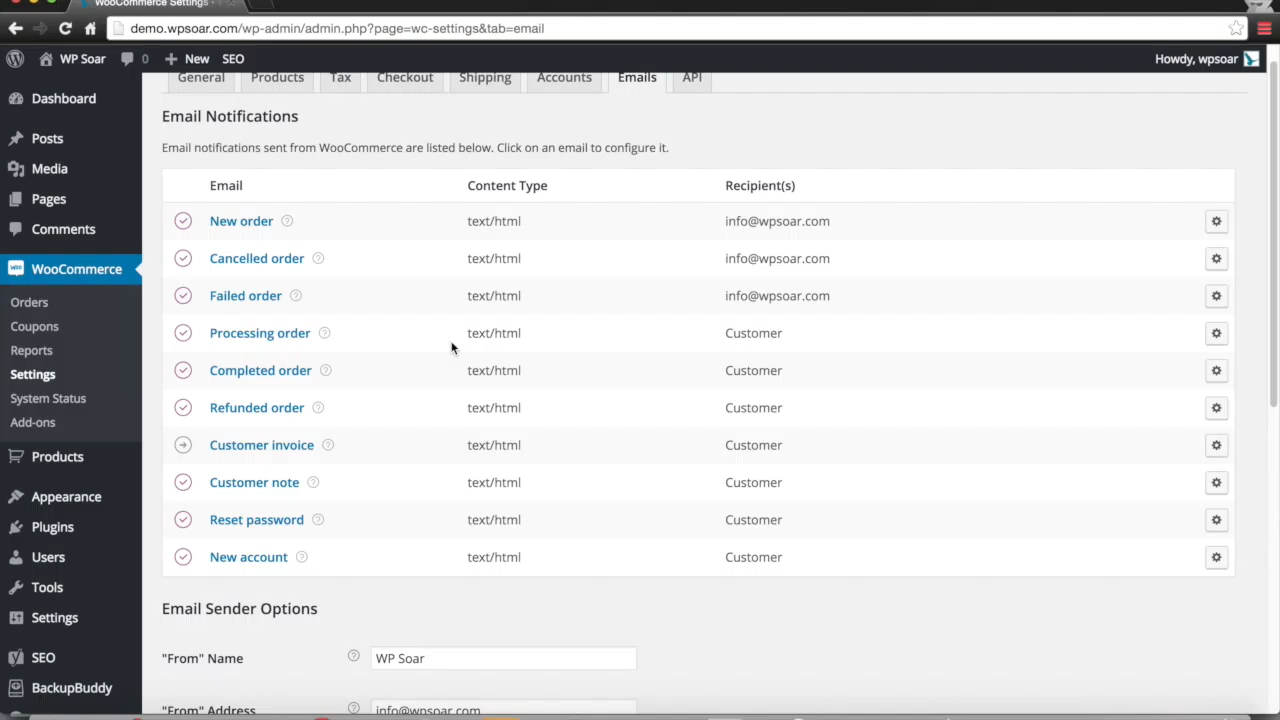 WooCommerce Settings
demo.wpsoar.com/wp-admin/admin.php?page=wc-settings&tab=email
WP Soar 0 New SEO Howdy, wpsoar
General Products Tax Checkout Shipping Accounts Emails API
Dashboard
Posts
Media
Pages
Comments
WooCommerce
Orders
Coupons
Reports
Settings
System Status
Add-ons
Products
Appearance
Plugins
Users
Tools
Settings
SEO
BackupBuddy
Email Notifications
Email notifications sent from WooCommerce are listed below. Click on an email to configure it.
Email Content Type Recipient(s)
New order text/html info@wpsoar.com
Cancelled order text/html info@wpsoar.com
Failed order text/html info@wpsoar.com
Processing order text/html Customer
Completed order text/html Customer
Refunded order text/html Customer
Customer invoice text/html Customer
Customer note text/html Customer
Reset password text/html Customer
New account text/html Customer
Email Sender Options
"From" Name WP Soar
"From" Address info@wpsoar.com